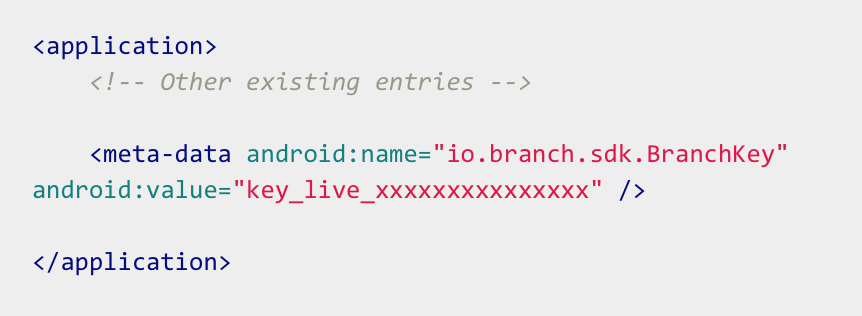 <application>
<!-- Other existing entries -->
<meta-data android:name="io.branch.sdk.BranchKey"
android:value="key_live_xxxxxxxxxxxxxxx" />
</application>